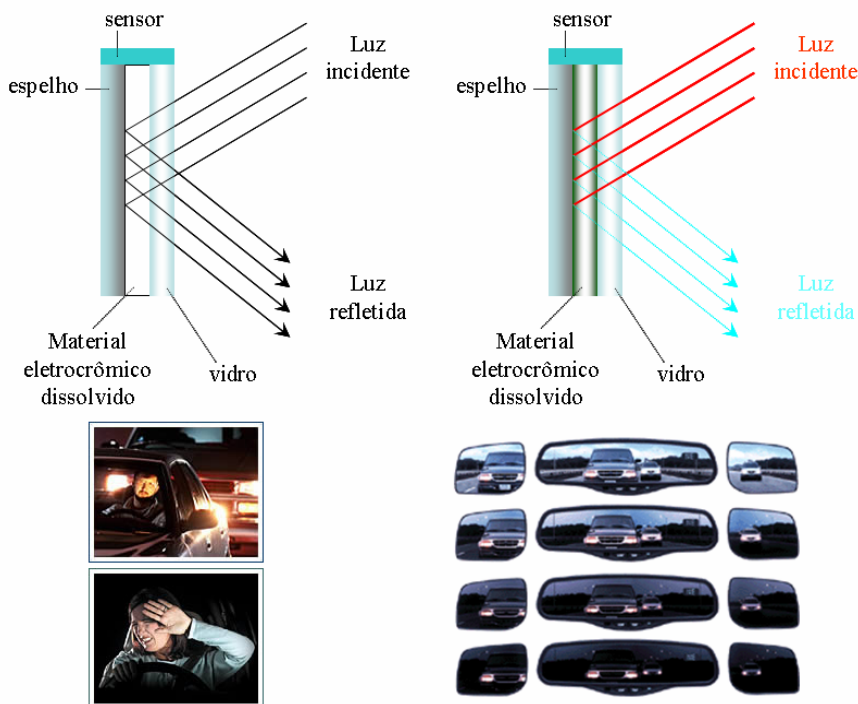 sensor
Luz
incidente
espelho
Luz
refletida
Material
eletrocrômico
dissolvido
vidro
sensor
Luz
incidente
espelho
Luz
refletida
Material
eletrocrômico
dissolvido
vidro